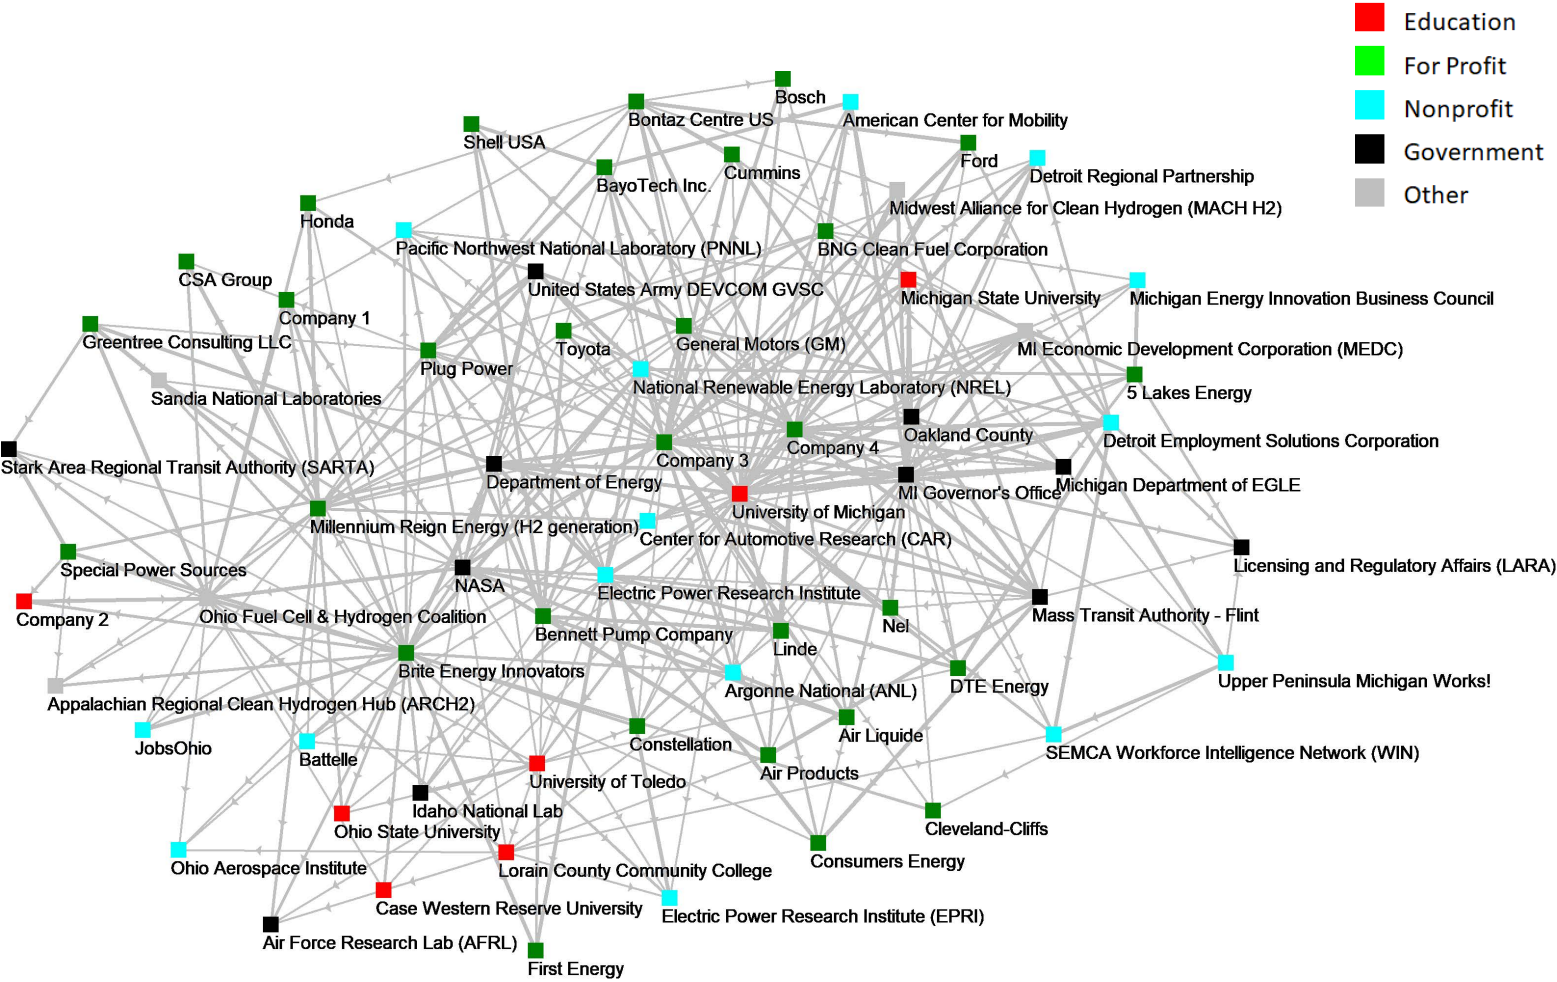 Education
For Profit
Bosch
Nonprofit
Bontaz Centre US
American Center for Mobility
Shell USA
Government
Ford
Cummins
Detroit Regional Partnership
BayoTech Inc.
Other
Midwest Alliance for Clean Hydrogen (MACH H2)
Honda
Pacific Northwest National Laboratory (PNNL)
BNG Clean Fuel Corporation
CSA Group
United States Army DEVCOM GVSC
Michigan State University
Michigan Energy Innovation Business Council
Company 1
Greentree Consulting LLC
General Motors (GM)
Toyota
MI Economic Development Corporation (MEDC)
Plug Power
National Renewable Energy Laboratory (NREL)
5 Lakes Energy
Sandia National Laboratories
Oakland County
Detroit Employment Solutions Corporation
Company 4
Company 3
Stark Area Regional Transit Authority (SARTA)
Department of Energy
Michigan Department of EGLE
MI Governor's Office
University of Michigan
Millennium Reign Energy (H2 generation)
Center for Automotive Research (CAR)
Licensing and Regulatory Affairs (LARA)
Special Power Sources
NASA
Electric Power Research Institute
Mass Transit Authority - Flint
Ohio Fuel Cell & Hydrogen Coalition
Company 2
Nel
Bennett Pump Company
Linde
Brite Energy Innovators
Upper Peninsula Michigan Works!
DTE Energy
Argonne National (ANL)
Appalachian Regional Clean Hydrogen Hub (ARCH2)
Air Liquide
Constellation
JobsOhio
SEMCA Workforce Intelligence Network (WIN)
Battelle
Air Products
University of Toledo
Idaho National Lab
Cleveland-Cliffs
Ohio State University
Consumers Energy
Ohio Aerospace Institute
Lorain County Community College
Case Western Reserve University
Electric Power Research Institute (EPRI)
Air Force Research Lab (AFRL)
First Energy